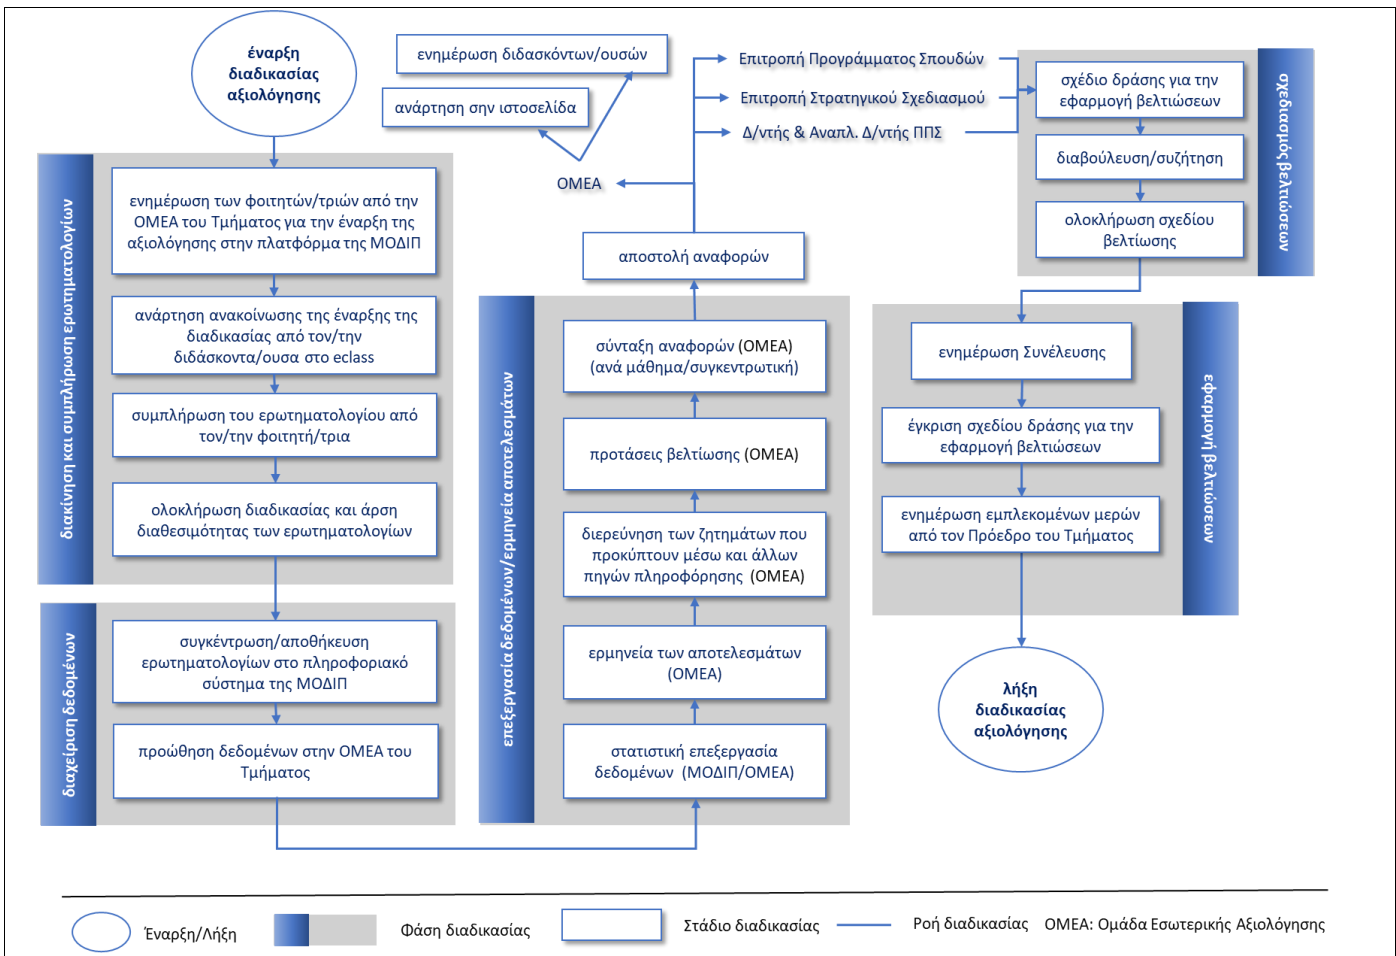 έναρξη
διαδικασίας
αξιολόγησης
διακίνηση και συμπλήρωση ερωτηματολογίων
ενημέρωση των φοιτητών/τριών από την
ΟΜΕΑ του Τμήματος για την έναρξη της
αξιολόγησης στην πλατφόρμα της ΜΟΔΙΠ
ανάρτηση ανακοίνωσης της έναρξης της
διαδικασίας από τον/την
διδάσκοντα/ουσα στο eclass
συμπλήρωση του ερωτηματολογίου από
τον/την φοιτητή/τρια
ολοκλήρωση διαδικασίας και άρση
διαθεσιμότητας των ερωτηματολογίων
διαχείριση δεδομένων
συγκέντρωση/αποθήκευση
ερωτηματολογίων στο πληροφοριακό
σύστημα της ΜΟΔΙΠ
προώθηση δεδομένων στην ΟΜΕΑ του
Τμήματος
επεξεργασία δεδομένων/ερμηνεία αποτελεσμάτων
στατιστική επεξεργασία
δεδομένων (ΜΟΔΙΠ/ΟΜΕΑ)
ερμηνεία των αποτελεσμάτων
(ΟΜΕΑ)
διερεύνηση των ζητημάτων που
προκύπτουν μέσω και άλλων
πηγών πληροφόρησης (ΟΜΕΑ)
προτάσεις βελτίωσης (ΟΜΕΑ)
σύνταξη αναφορών (ΟΜΕΑ)
(ανά μάθημα/συγκεντρωτική)
αποστολή αναφορών
ΟΜΕΑ
ανάρτηση σην ιστοσελίδα
ενημέρωση διδασκόντων/ουσών
Επιτροπή Προγράμματος Σπουδών
Επιτροπή Στρατηγικού Σχεδιασμού
Δ/ντής & Αναπλ. Δ/ντής ΠΠΣ
σχεδιασμός βελτιώσεων
σχέδιο δράσης για την
εφαρμογή βελτιώσεων
διαβούλευση/συζήτηση
ολοκλήρωση σχεδίου
βελτίωσης
εφαρμογή βελτιώσεων
ενημέρωση Συνέλευσης
έγκριση σχεδίου δράσης για την
εφαρμογή βελτιώσεων
ενημέρωση εμπλεκομένων μερών
από τον Πρόεδρο του Τμήματος
λήξη
διαδικασίας
αξιολόγησης
Έναρξη/Λήξη
Φάση διαδικασίας
Στάδιο διαδικασίας
Ροή διαδικασίας
ΟΜΕΑ: Ομάδα Εσωτερικής Αξιολόγησης